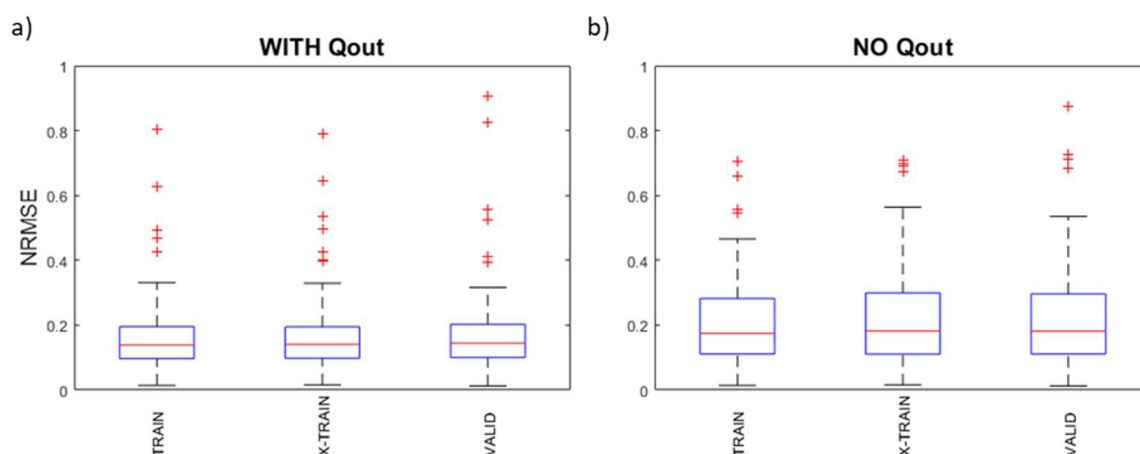 a)
WITH Qout
NRMSE
1
0.8
0.6
0.4
0.2
0
TRAIN
X-TRAIN
VALID
b)
NO Qout
1
0.8
0.6
0.4
0.2
0
TRAIN
X-TRAIN
VALID